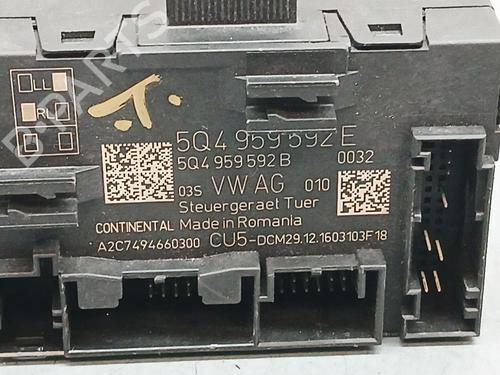 LL
RL
5Q4 959 592 E
5Q4 959 592 B 0032
03S VW AG 010
Steuergeraet Tuer
CONTINENTAL Made in Romania
A2C7494660300 CU5-DCM29.12.1603103F18
B-PARTS